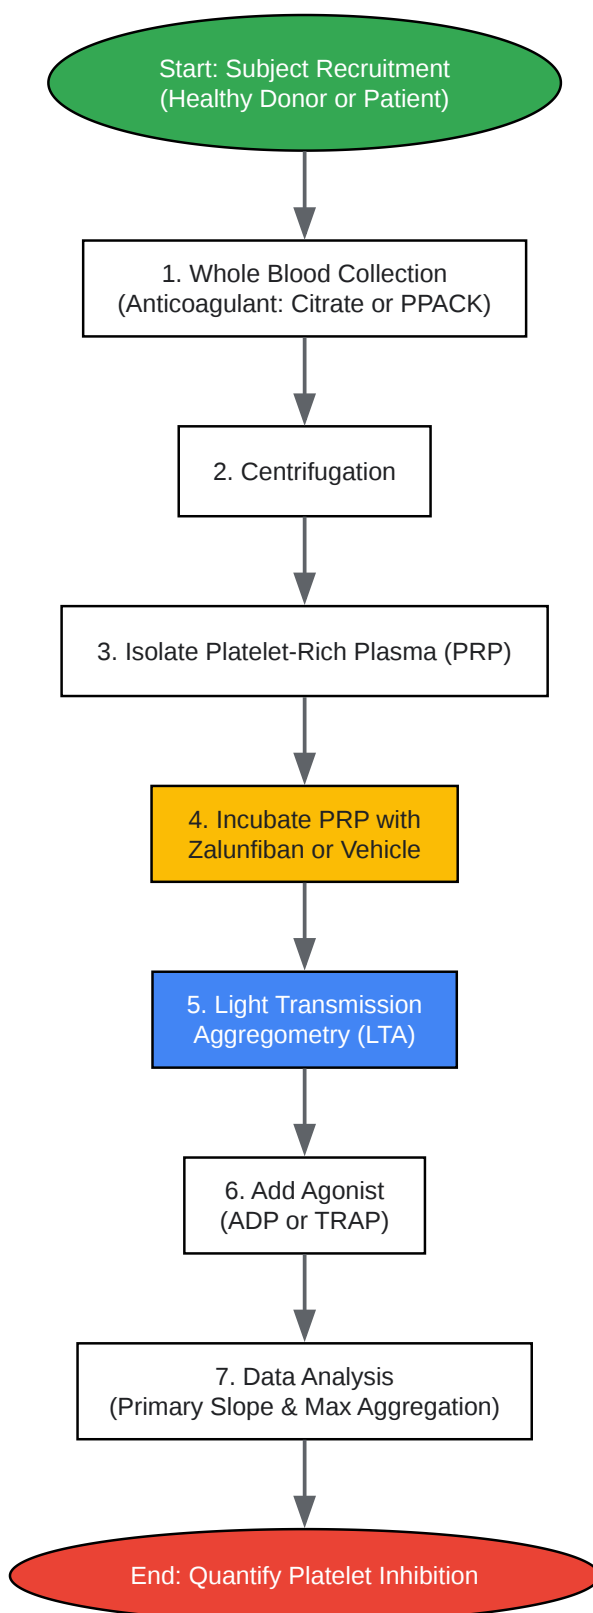 Start: Subject Recruitment
(Healthy Donor or Patient)
1. Whole Blood Collection
(Anticoagulant: Citrate or PPACK)
2. Centrifugation
3. Isolate Platelet-Rich Plasma (PRP)
4. Incubate PRP with
Zalunfiban or Vehicle
5. Light Transmission
Aggregometry (LTA)
6. Add Agonist
(ADP or TRAP)
7. Data Analysis
(Primary Slope & Max Aggregation)
End: Quantify Platelet Inhibition